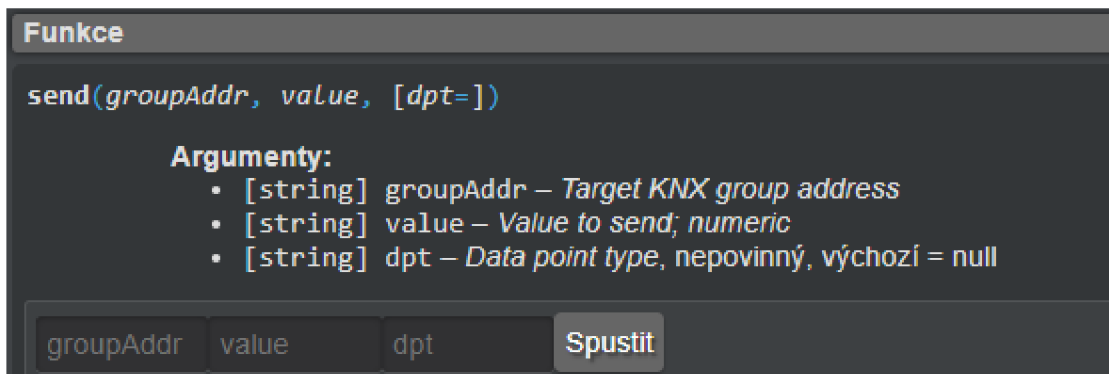 Funkce
send(groupAddr, value, [dpt=])
Argumenty:
• [string] groupAddr – Target KNX group address
• [string] value – Value to send; numeric
• [string] dpt – Data point type, nepovinný, výchozí = null
groupAddr value dpt Spustit